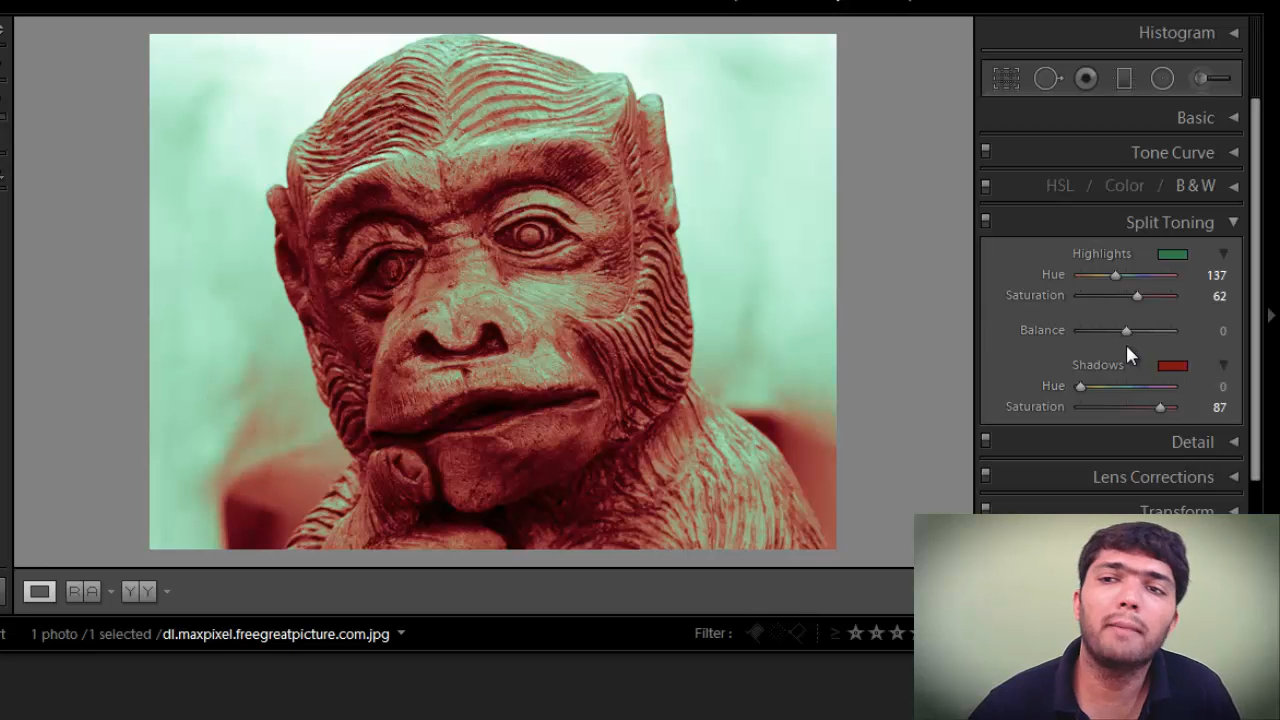 Histogram
Basic
Tone Curve
HSL / Color / B & W
Split Toning
Highlights
Hue 137
Saturation 62
Balance 0
Shadows
Hue 0
Saturation 87
Detail
Lens Corrections
Transform
R A Y Y
1 photo / 1 selected / dl.maxpixel.freegreatpicture.com.jpg
Filter : ≥